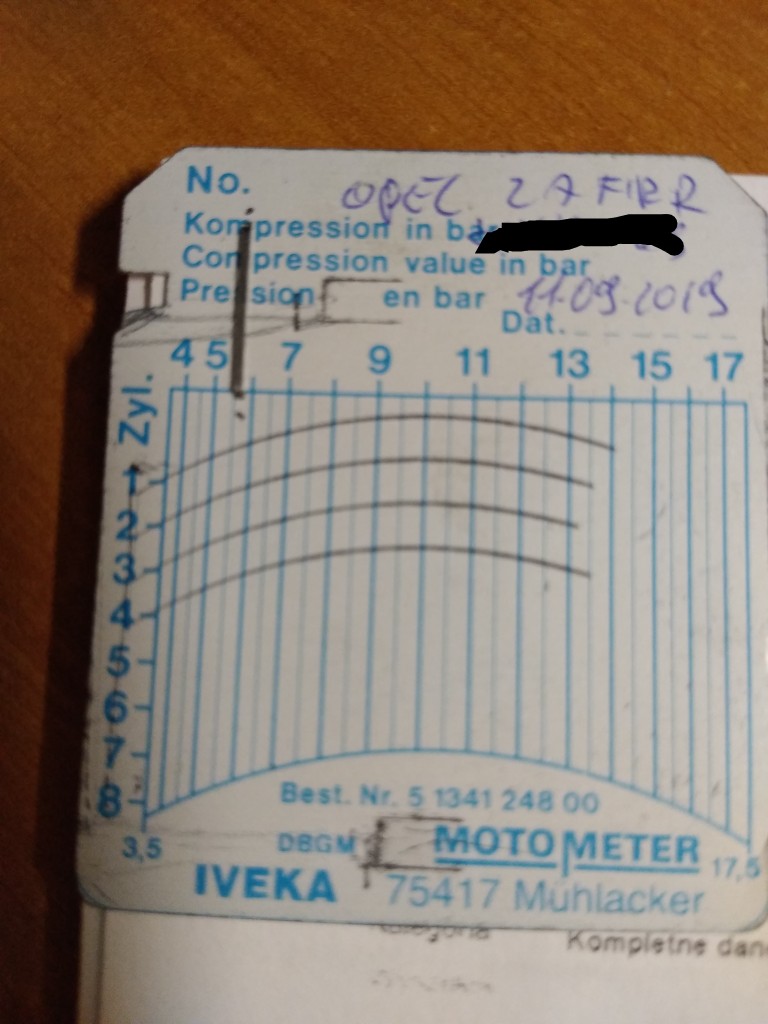 No. OPEL ZAFIRA
Kompression in bar
Compression value in bar
Pression en bar 11.09.2019
Dat.
4 5 7 9 11 13 15 17
Zyl.
1
2
3
4
5
6
7
8
3,5
17,5
Best. Nr. 5 1341 248 00
DBGM MOTOMETER
IVEKA 75417 Mühlacker
Kompletne dan